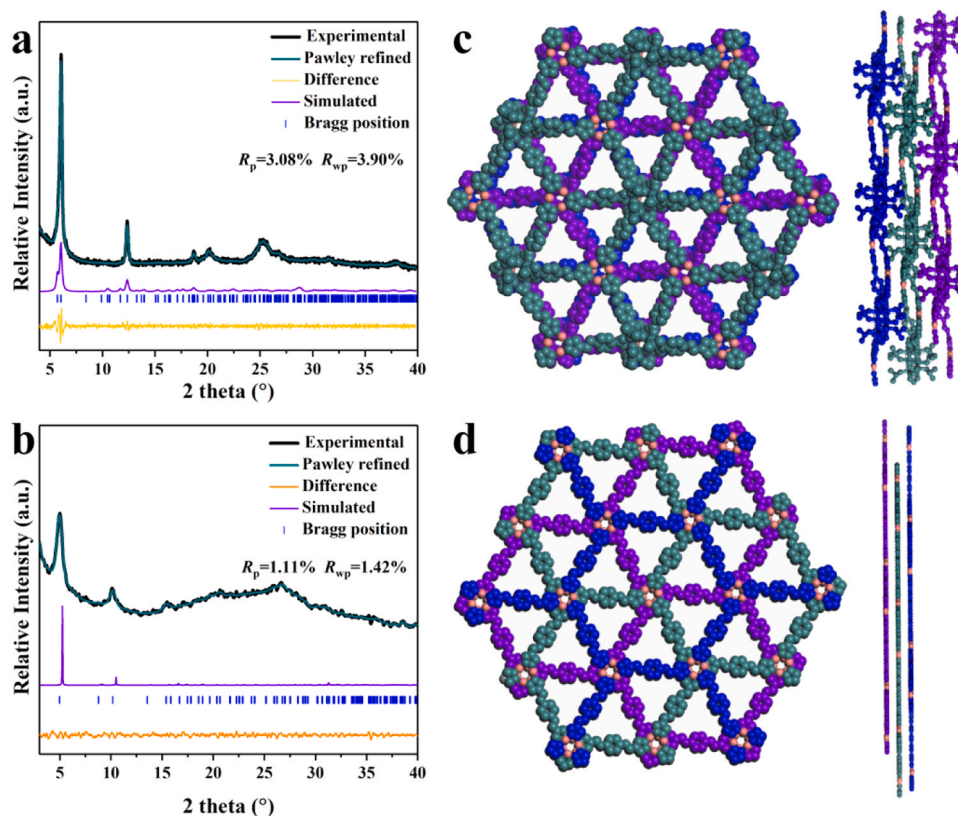 a
Experimental
Pawley refined
Difference
Simulated
Bragg position
Rp=3.08% Rwp=3.90%
Relative Intensity (a.u.)
5 10 15 20 25 30 35 40
2 theta (°)
c
b
Experimental
Pawley refined
Difference
Simulated
Bragg position
Rp=1.11% Rwp=1.42%
Relative Intensity (a.u.)
5 10 15 20 25 30 35 40
2 theta (°)
d